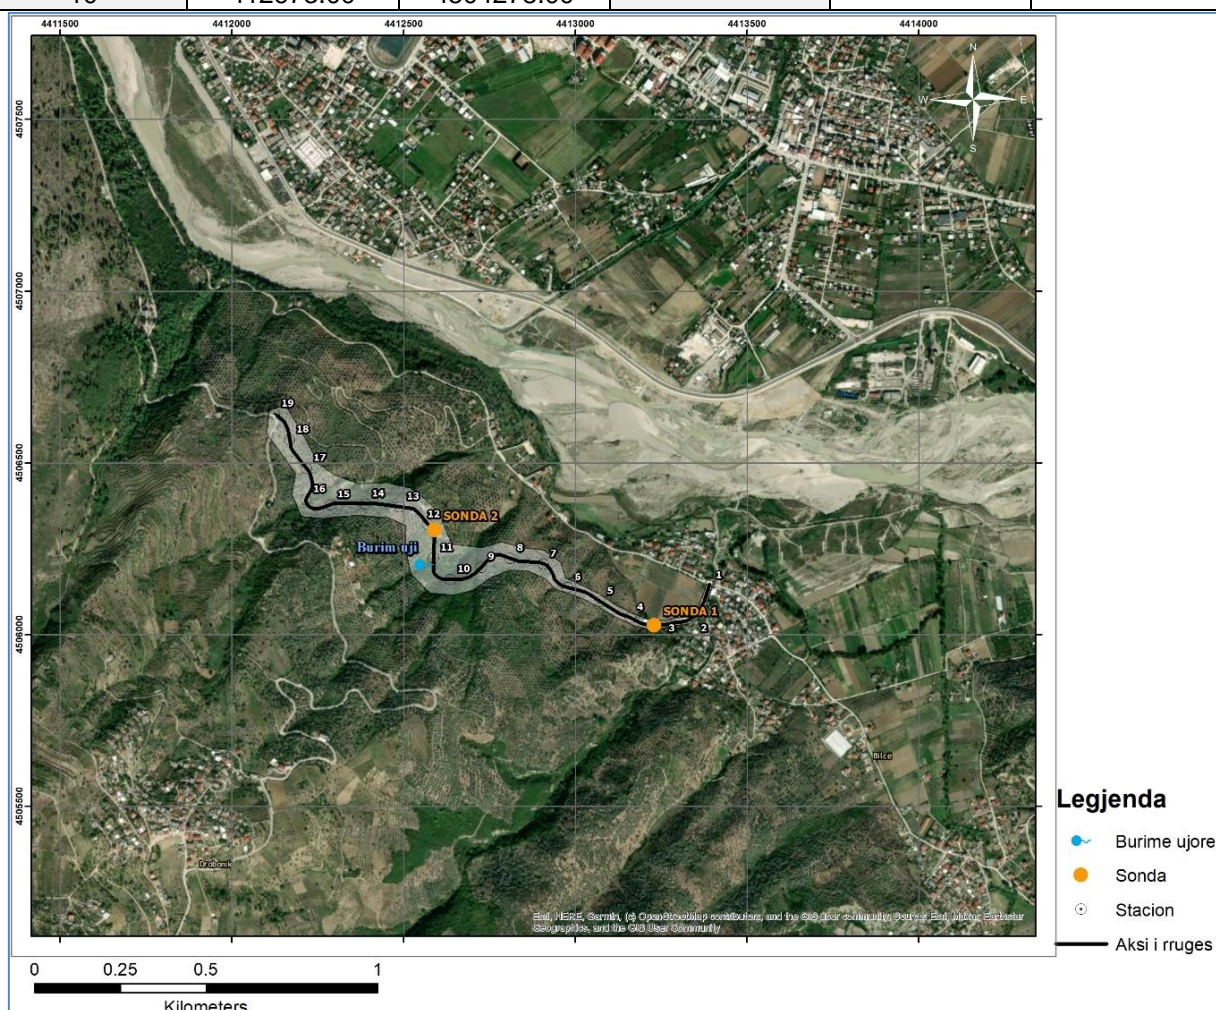 4411500 4412000 4412500 4413000 4413500 4414000
N
W E
S
4507500
4507000
4506500
4506000
4505500
19
18
17
16
15
14
13
12 SONDA 2
11
Burim uji
10
9
8
7
6
5
4
SONDA 1
3
2
1
Bilce
Drobonik
Esri, HERE, Garmin, (c) OpenStreetMap contributors, and the GIS user community, Source: Esri, Maxar, Earthstar
Geographics, and the GIS User Community
Legjenda
Burime ujore
Sonda
Stacion
Aksi i rruges
0 0.25 0.5 1
Kilometers